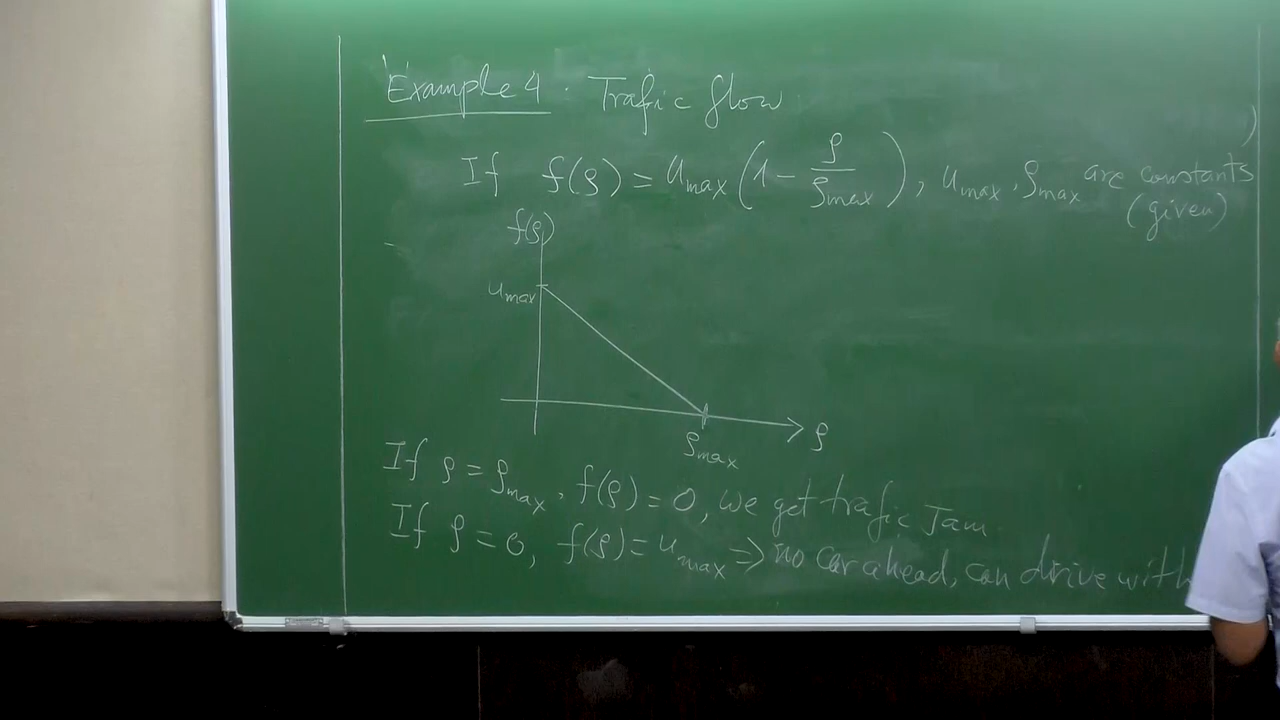 Example 4. Trafic flow
If f(ρ) = u_max (1 - ρ/ρ_max), u_max, ρ_max are constants
(given)
f(ρ)
u_max
ρ_max
ρ
If ρ = ρ_max, f(ρ) = 0, we get trafic Jam.
If ρ = 0, f(ρ) = u_max ⇒ no car ahead, can drive with